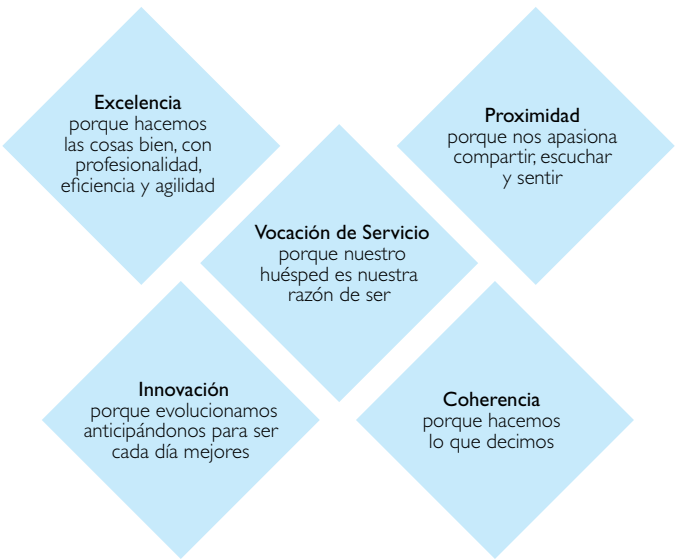 Excelencia
porque hacemos
las cosas bien, con
profesionalidad,
eficiencia y agilidad
Proximidad
porque nos apasiona
compartir, escuchar
y sentir
Vocación de Servicio
porque nuestro
huésped es nuestra
razón de ser
Innovación
porque evolucionamos
anticipándonos para ser
cada día mejores
Coherencia
porque hacemos
lo que decimos